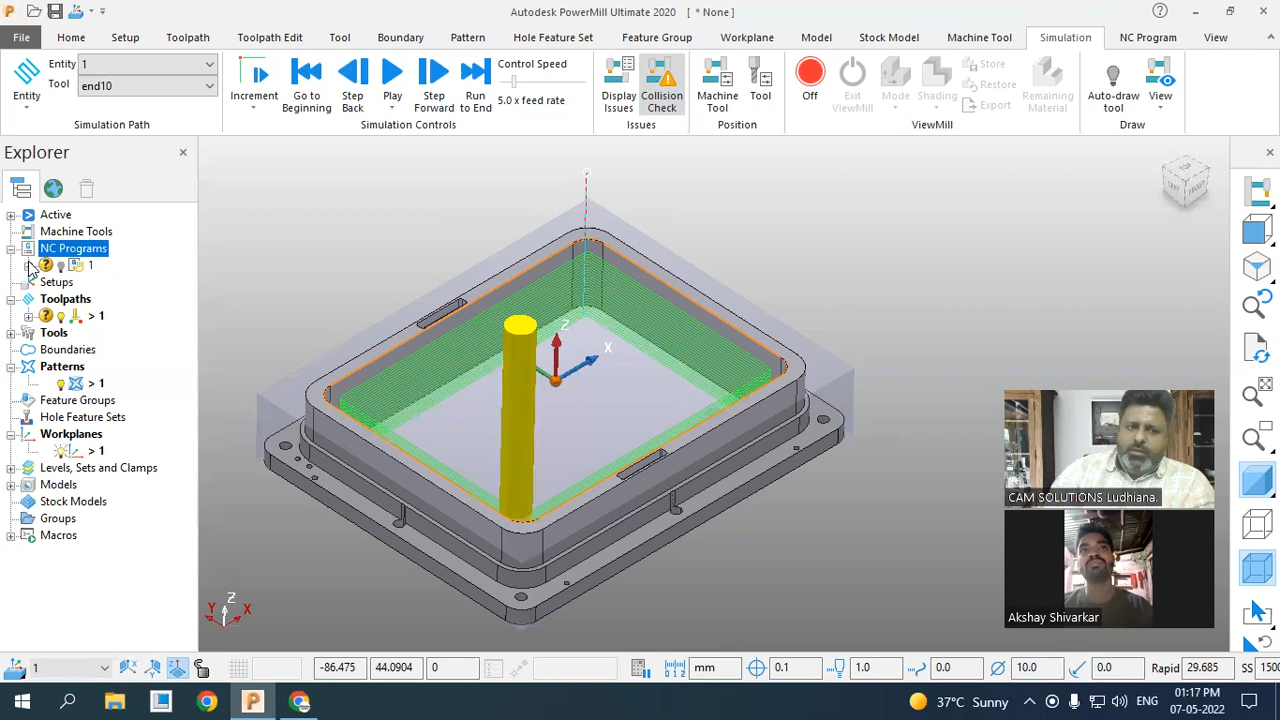 Autodesk PowerMill Ultimate 2020 [ * None ]
File Home Setup Toolpath Toolpath Edit Tool Boundary Pattern Hole Feature Set Feature Group Workplane Model Stock Model Machine Tool Simulation NC Program View
Entity
Entity 1
Tool end10
Simulation Path
Increment
Go to Beginning
Step Back
Play
Step Forward
Run to End
Control Speed
5.0 x feed rate
Simulation Controls
Display Issues
Collision Check
Issues
Machine Tool
Tool
Position
Off
Exit ViewMill
Mode
Shading
Store
Restore
Export
Remaining Material
ViewMill
Auto-draw tool
View
Draw
Explorer
Active
Machine Tools
NC Programs
1
Setups
Toolpaths
> 1
Tools
Boundaries
Patterns
> 1
Feature Groups
Hole Feature Sets
Workplanes
> 1
Levels, Sets and Clamps
Models
Stock Models
Groups
Macros
TOP
LEFT
FRONT
Z
X
Z
Y
X
CAM SOLUTIONS Ludhiana.
Akshay Shivarkar
1 -86.475 44.0904 0 mm 0.1 1.0 0.0 10.0 0.0 Rapid 29.685 SS 1500
37°C Sunny ENG 01:17 PM
07-05-2022